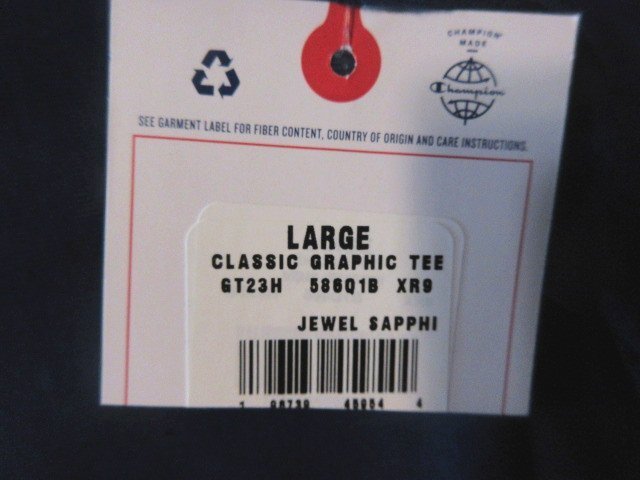 CHAMPION
MADE
Champion
SEE GARMENT LABEL FOR FIBER CONTENT, COUNTRY OF ORIGIN AND CARE INSTRUCTIONS.
LARGE
CLASSIC GRAPHIC TEE
GT23H 586Q1B XR9
JEWEL SAPPHI